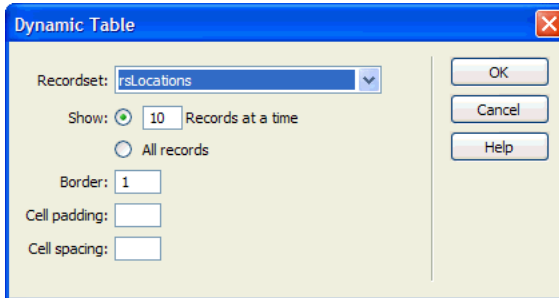 Dynamic Table
Recordset: rsLocations
OK
Show: 10 Records at a time
Cancel
All records
Help
Border: 1
Cell padding:
Cell spacing: